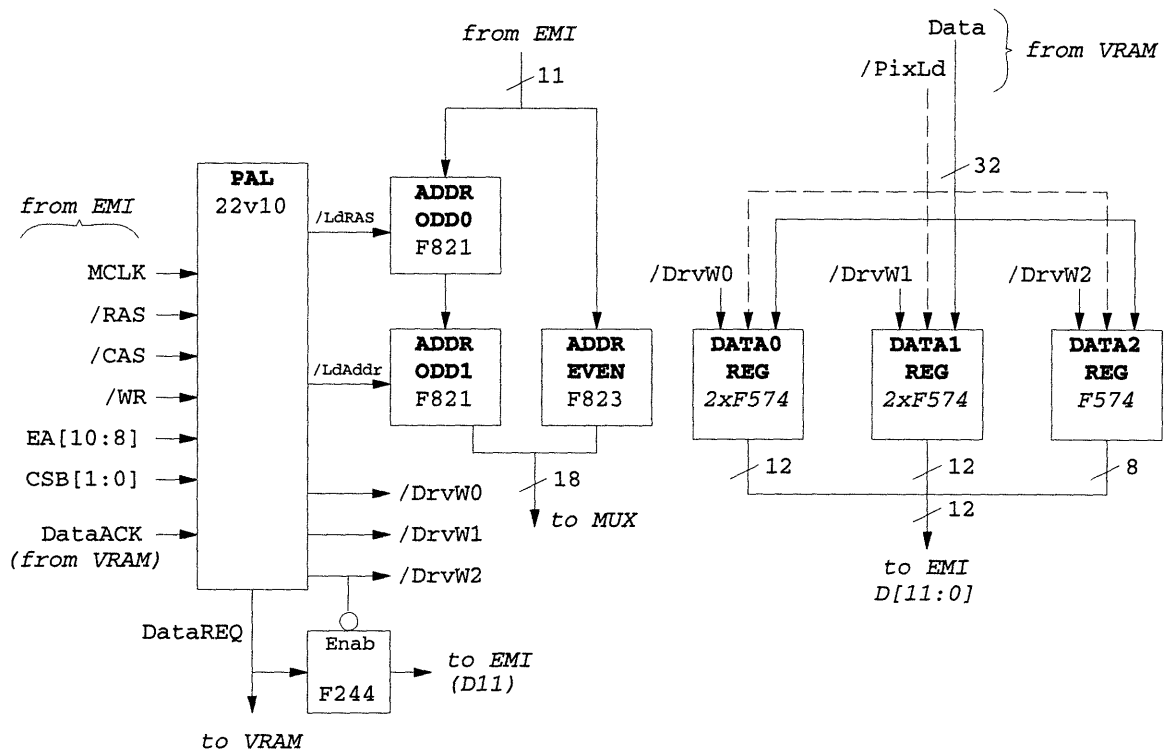 from EMI
11
Data
/PixLd
from VRAM
32
PAL
22v10
from EMI
MCLK
/RAS
/CAS
/WR
EA[10:8]
CSB[1:0]
DataACK
(from VRAM)
/LdRAS
ADDR
ODD0
F821
/LdAddr
ADDR
ODD1
F821
ADDR
EVEN
F823
18
to MUX
/DrvW0
/DrvW1
/DrvW2
DataREQ
Enab
F244
to EMI
(D11)
to VRAM
/DrvW0
/DrvW1
/DrvW2
DATA0
REG
2xF574
DATA1
REG
2xF574
DATA2
REG
F574
12
12
8
12
to EMI
D[11:0]